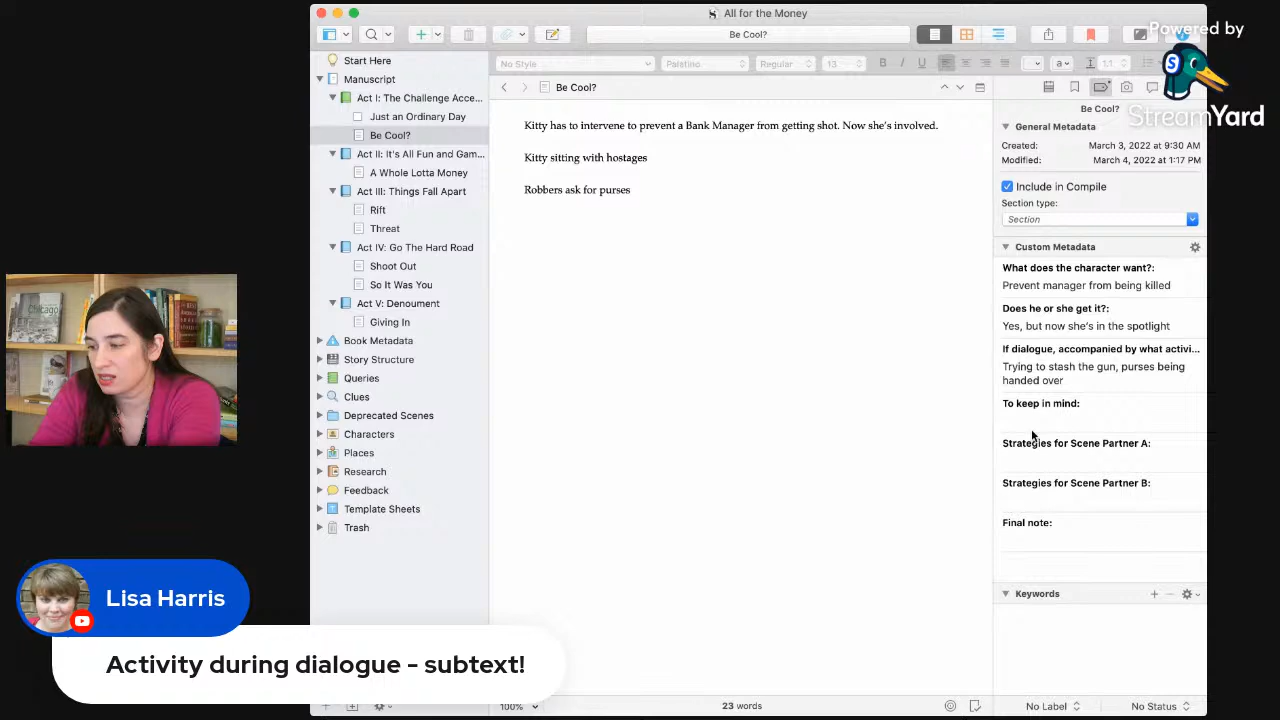 All for the Money
Be Cool?
Powered by
StreamYard
No Style
Palatino
Regular
13
B
I
U
a
1:1
Start Here
Manuscript
Act I: The Challenge Acce...
Just an Ordinary Day
Be Cool?
Act II: It's All Fun and Gam...
A Whole Lotta Money
Act III: Things Fall Apart
Rift
Threat
Act IV: Go The Hard Road
Shoot Out
So It Was You
Act V: Denoument
Giving In
Book Metadata
Story Structure
Queries
Clues
Deprecated Scenes
Characters
Places
Research
Feedback
Template Sheets
Trash
Be Cool?
Kitty has to intervene to prevent a Bank Manager from getting shot. Now she's involved.
Kitty sitting with hostages
Robbers ask for purses
100%
23 words
Be Cool?
General Metadata
Created: March 3, 2022 at 9:30 AM
Modified: March 4, 2022 at 1:17 PM
Include in Compile
Section type:
Section
Custom Metadata
What does the character want?:
Prevent manager from being killed
Does he or she get it?:
Yes, but now she's in the spotlight
If dialogue, accompanied by what activi...
Trying to stash the gun, purses being
handed over
To keep in mind:
Strategies for Scene Partner A:
Strategies for Scene Partner B:
Final note:
Keywords
No Label
No Status
Lisa Harris
Activity during dialogue - subtext!